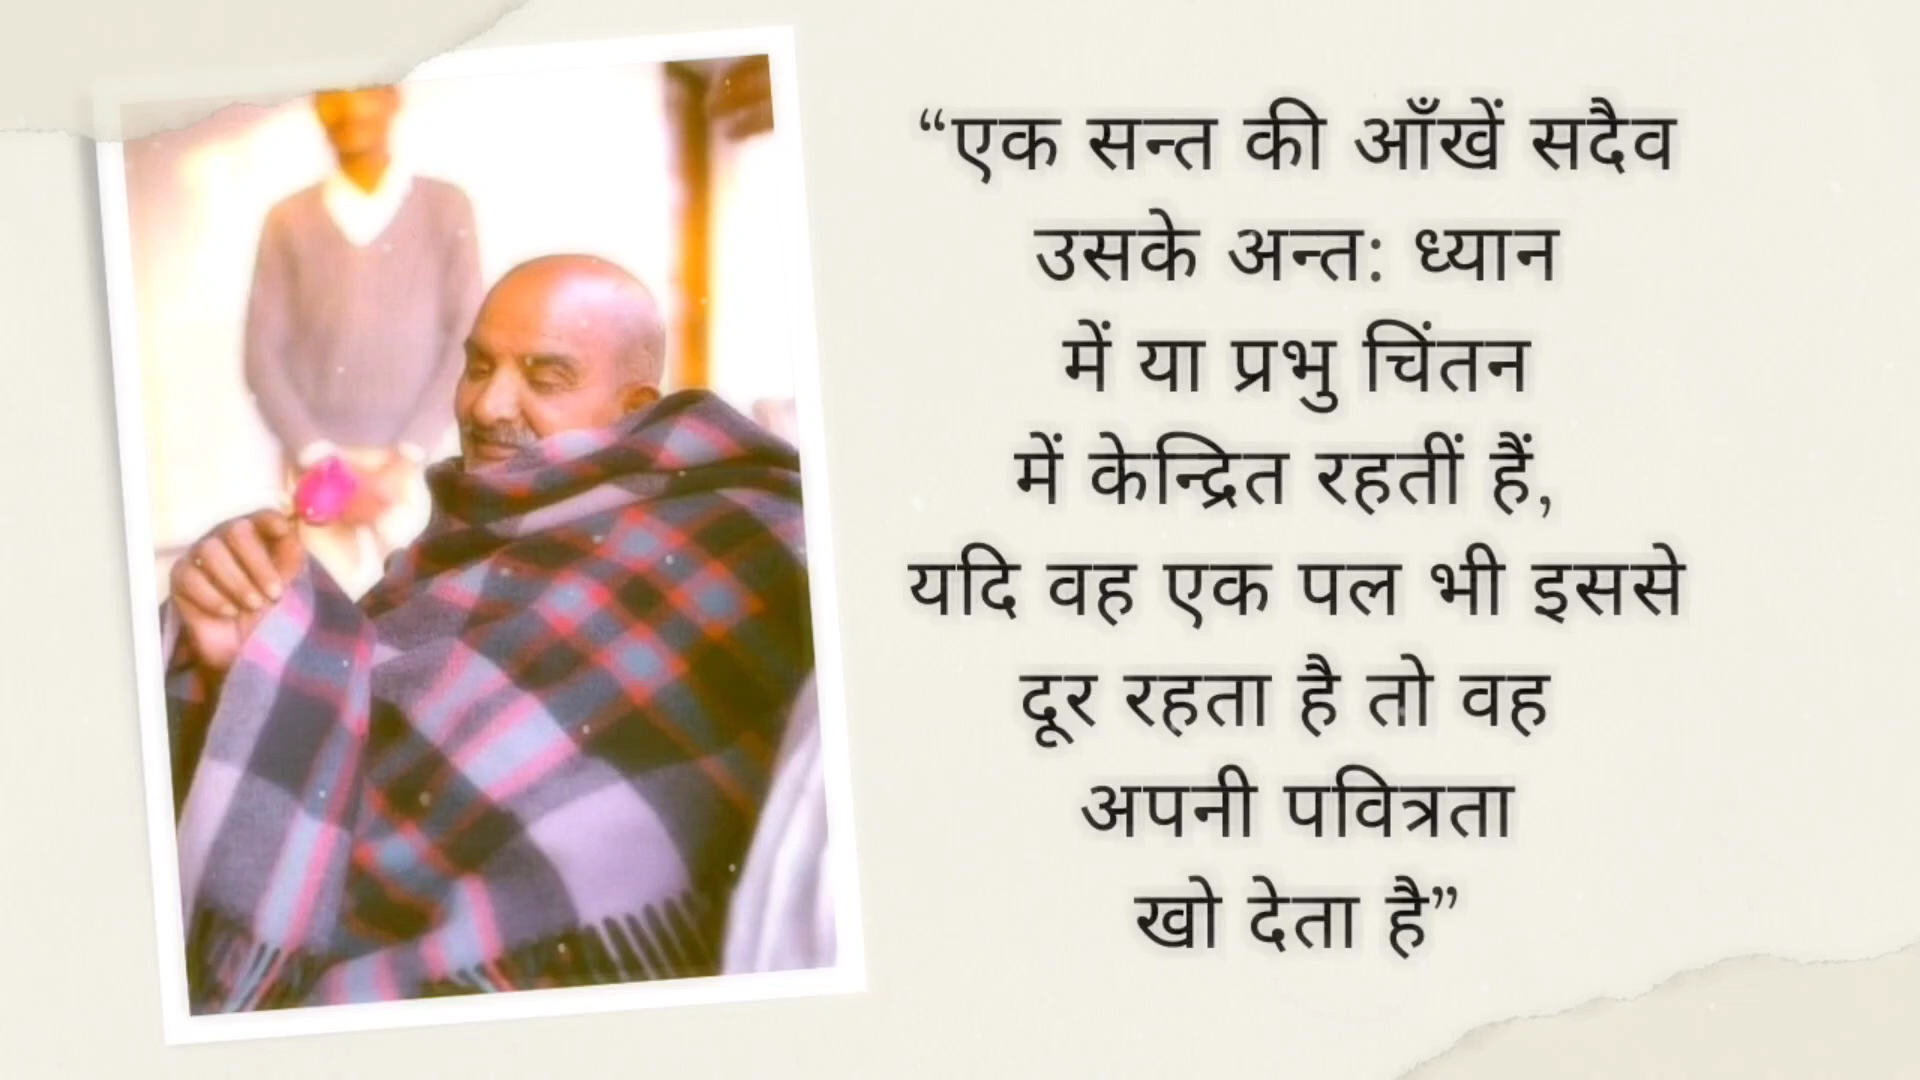 “एक सन्त की आँखें सदैव
उसके अन्त: ध्यान
में या प्रभु चिंतन
में केन्द्रित रहतीं हैं,
यदि वह एक पल भी इससे
दूर रहता है तो वह
अपनी पवित्रता
खो देता है”